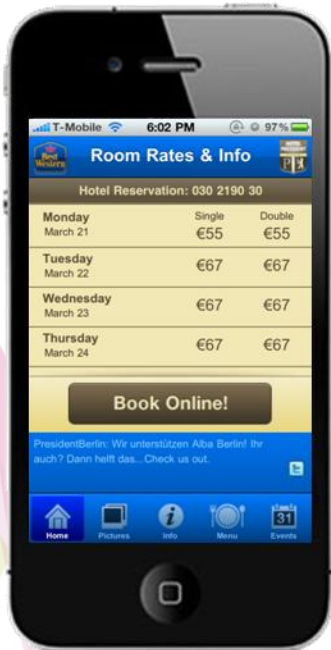 T-Mobile 6:02 PM 97%
Best Western
Room Rates & Info
Hotel Reservation: 030 2190 30
Single Double
Monday
March 21 €55 €55
Tuesday
March 22 €67 €67
Wednesday
March 23 €67 €67
Thursday
March 24 €67 €67
Book Online!
PresidentBerlin: Wir unterstützen Alba Berlin! Ihr
auch? Dann helft das...Check us out.
31
Home Pictures Info Menu Events